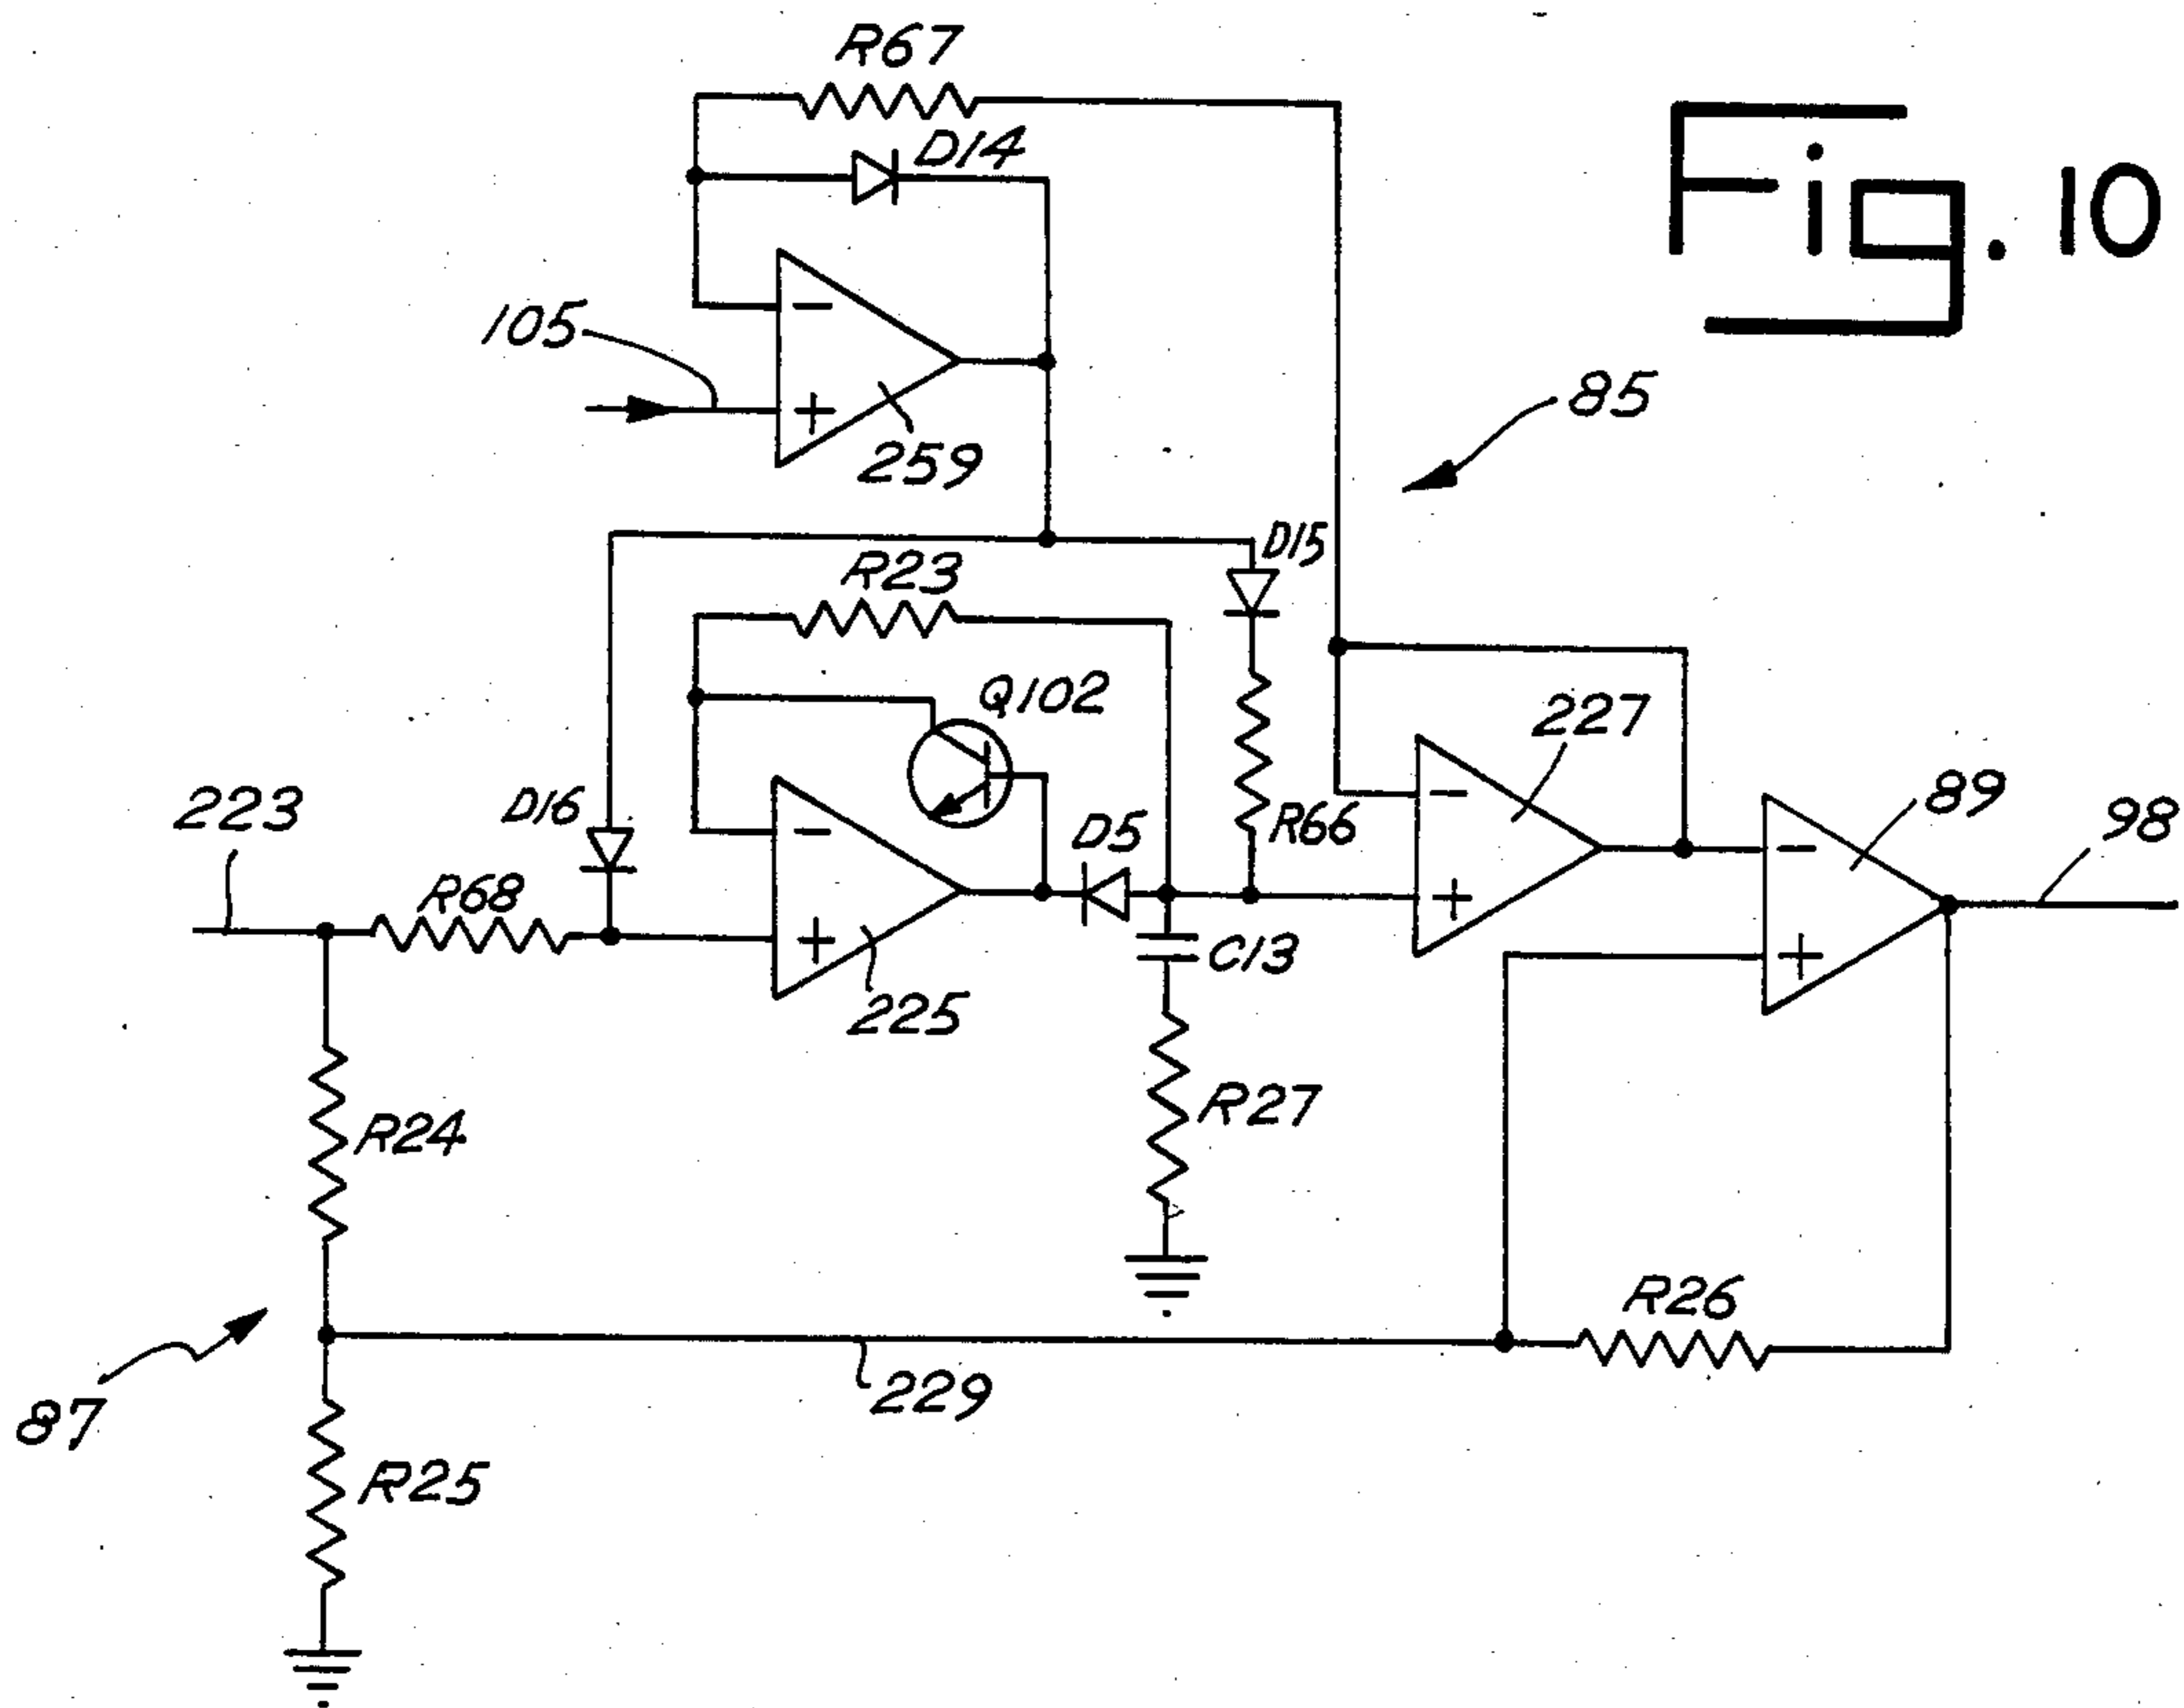 R67
Fig. 10
D14
105
-
+
259
85
D15
R23
Q102
227
223
D16
-
R66
-
89
98
D5
-
R68
+
+
225
C13
+
R24
R27
R26
87
229
R25